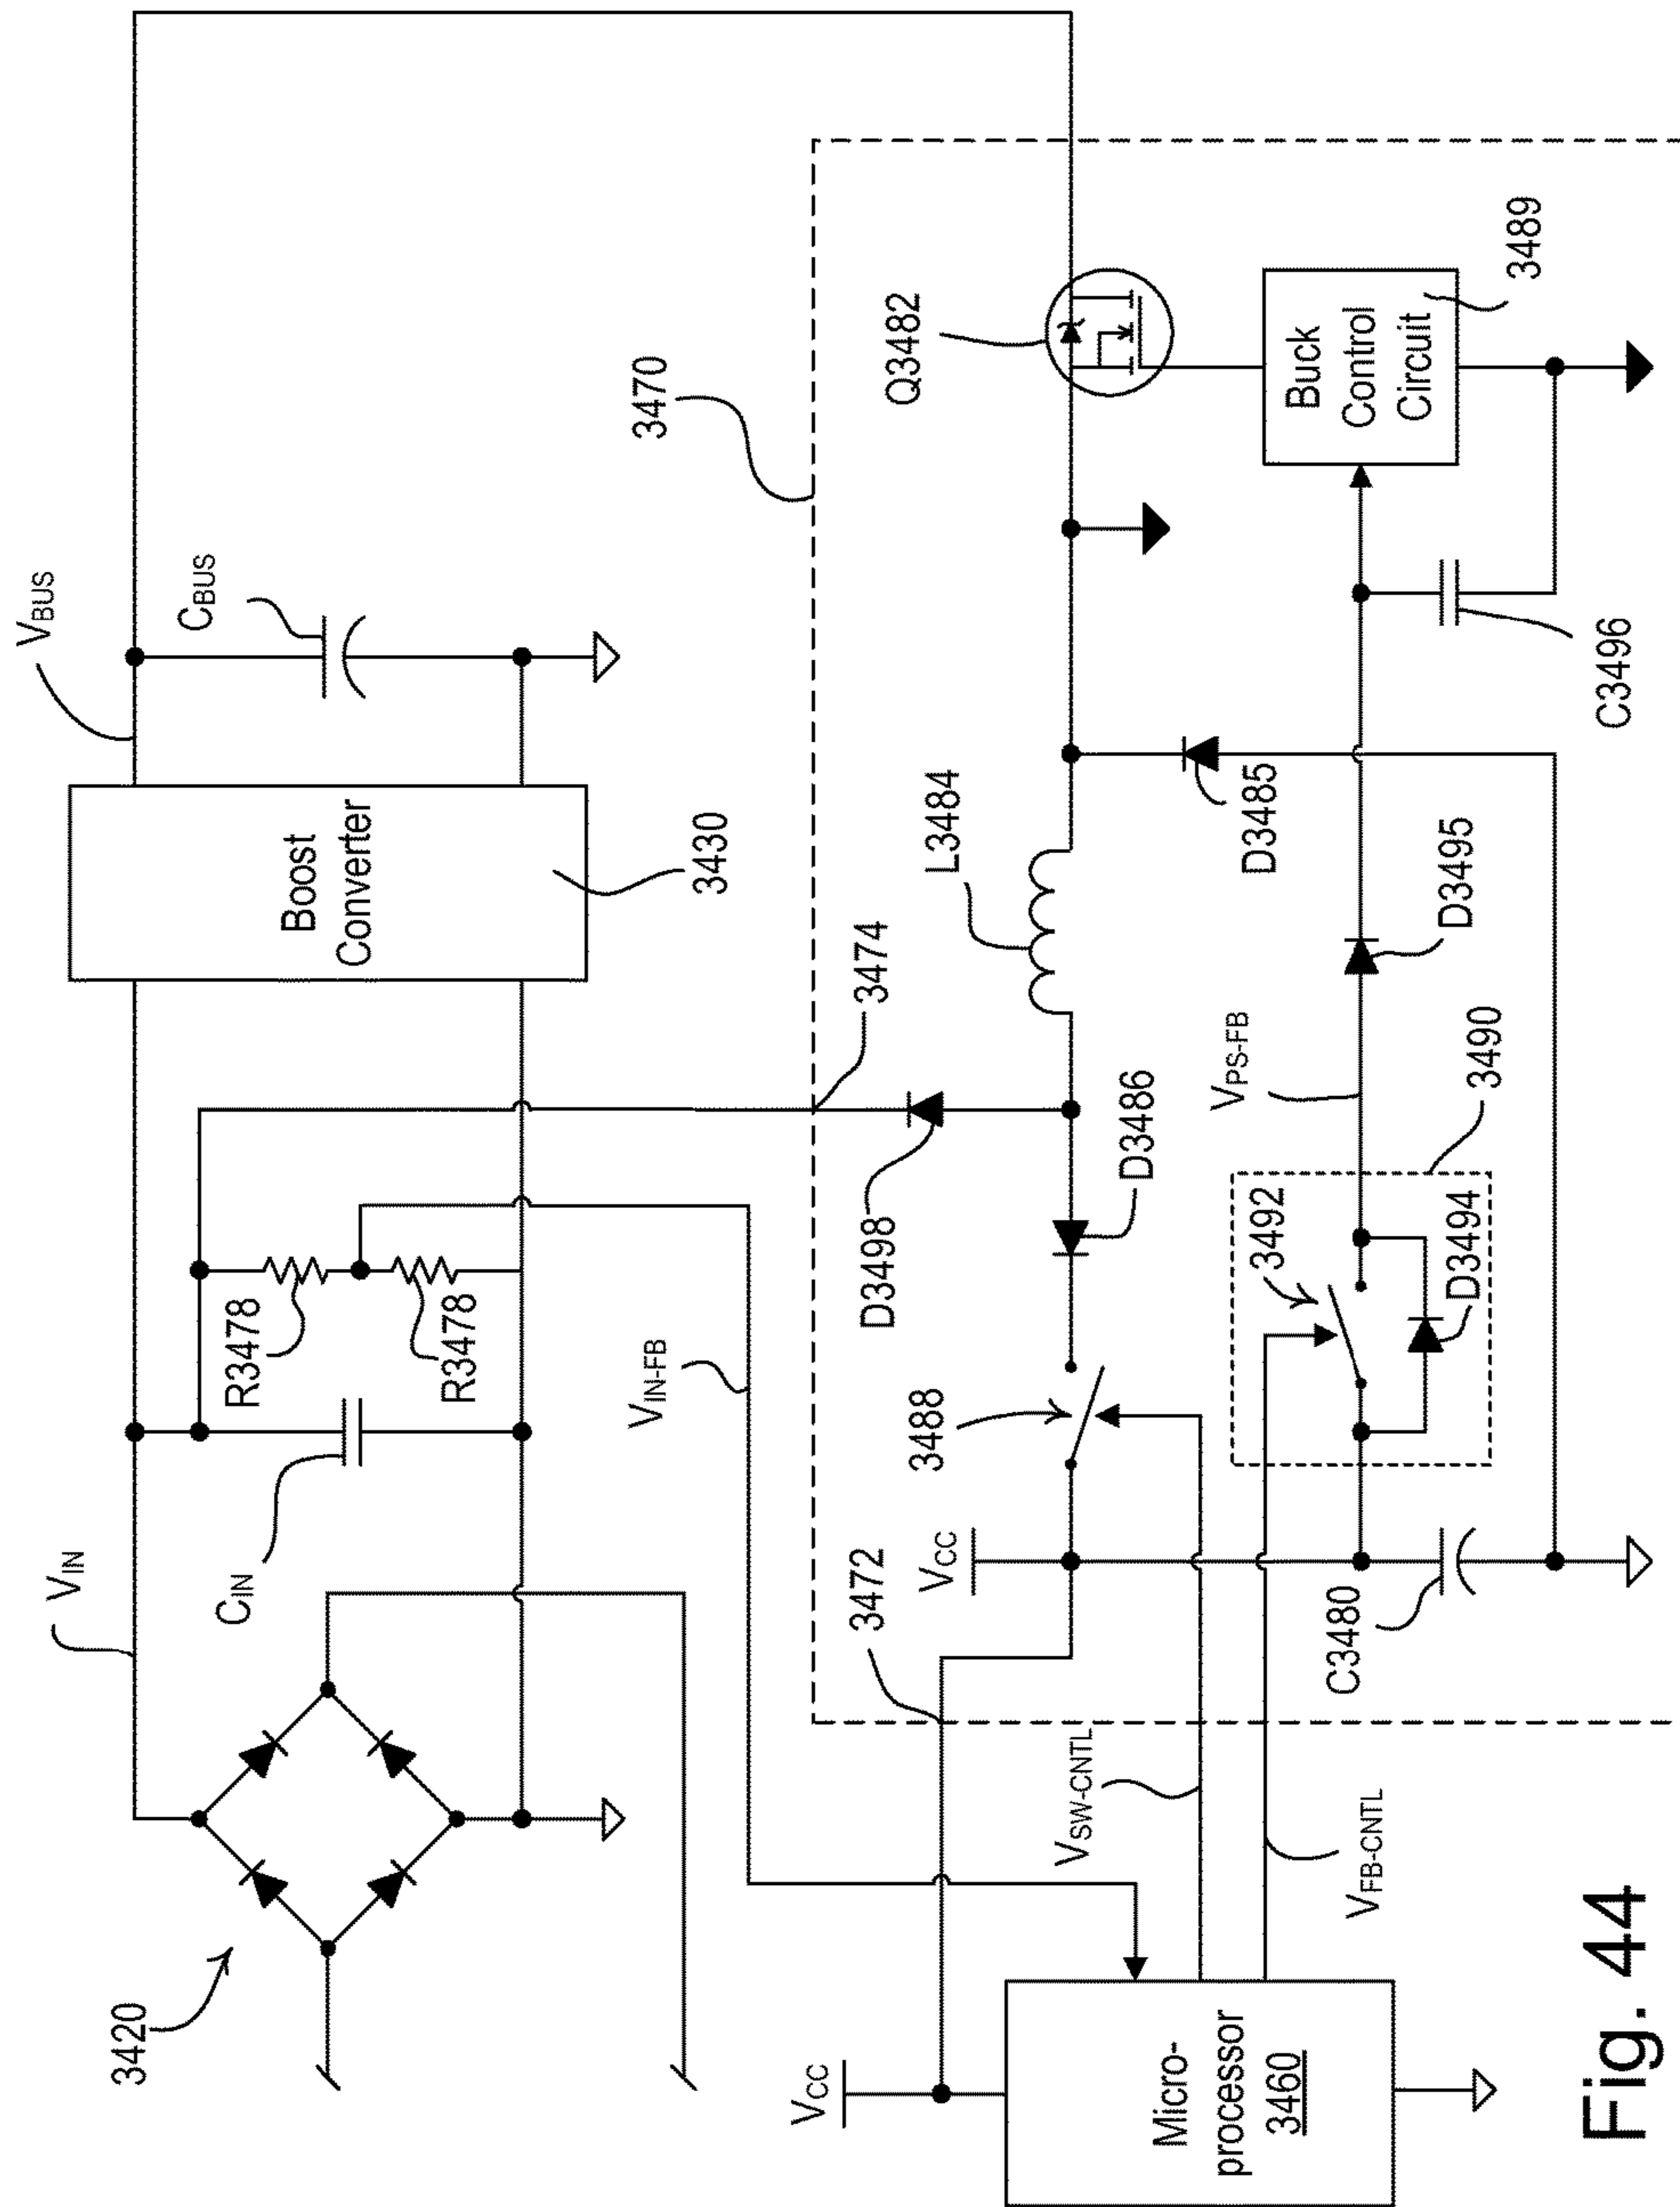 V_IN
V_BUS
3420
C_IN
R3478
R3478
V_IN-FB
Boost
Converter
3430
C_BUS
3474
3470
V_CC
Micro-
processor
3460
3472
V_SW-CNTL
V_FB-CNTL
V_CC
3488
D3486
D3498
L3484
Q3482
C3480
3492
D3494
3490
V_PS-FB
D3495
D3485
C3496
Buck
Control
Circuit
3489
Fig. 44